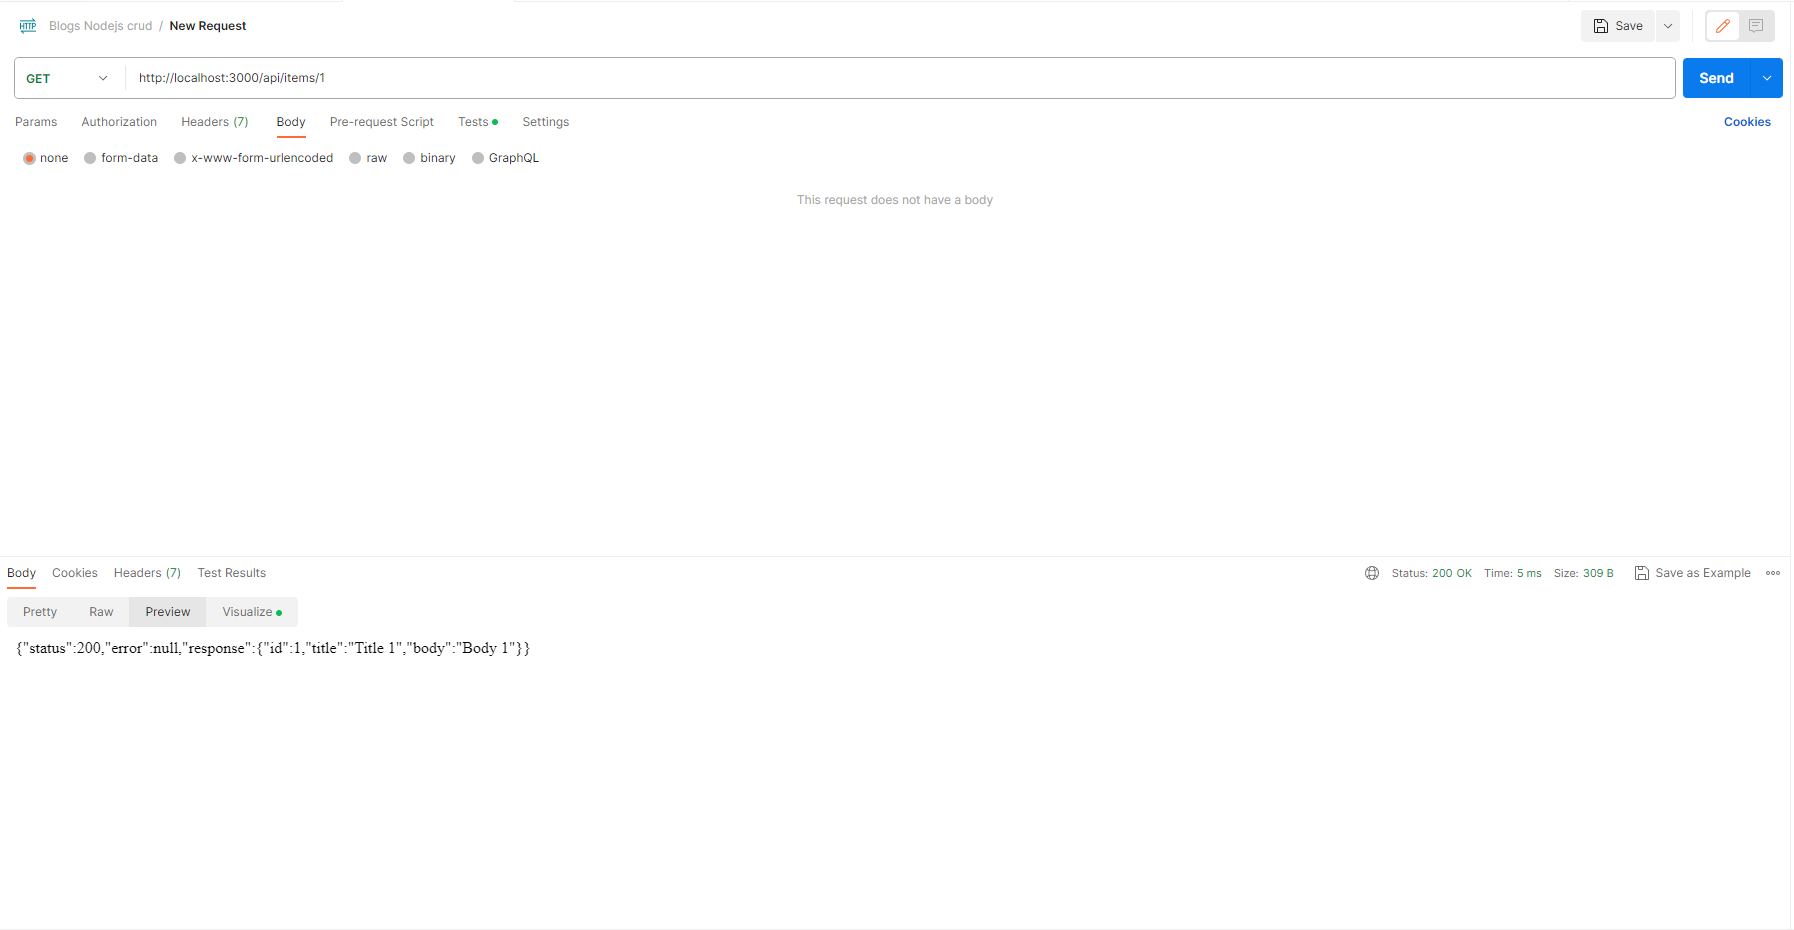 HTTP Blogs Nodejs crud / New Request Save
GET http://localhost:3000/api/items/1 Send
Params Authorization Headers (7) Body Pre-request Script Tests Settings Cookies
none form-data x-www-form-urlencoded raw binary GraphQL
This request does not have a body
Body Cookies Headers (7) Test Results Status: 200 OK Time: 5 ms Size: 309 B Save as Example
Pretty Raw Preview Visualize
{"status":200,"error":null,"response":{"id":1,"title":"Title 1","body":"Body 1"}}